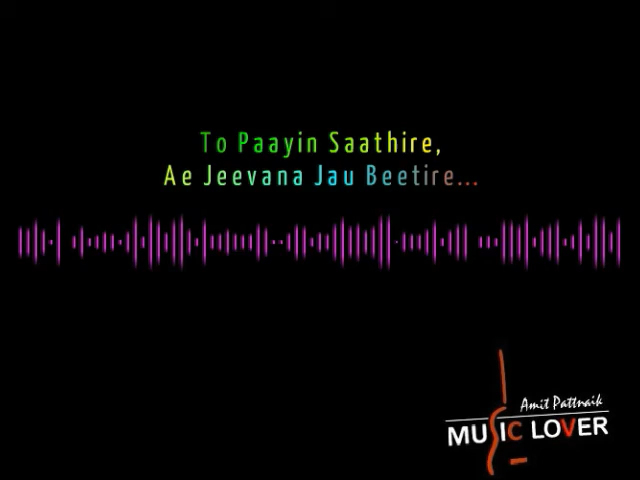 To Paayin Saathire,
Ae Jeevana Jau Beetire...
Amit Pattnaik
MUSIC LOVER